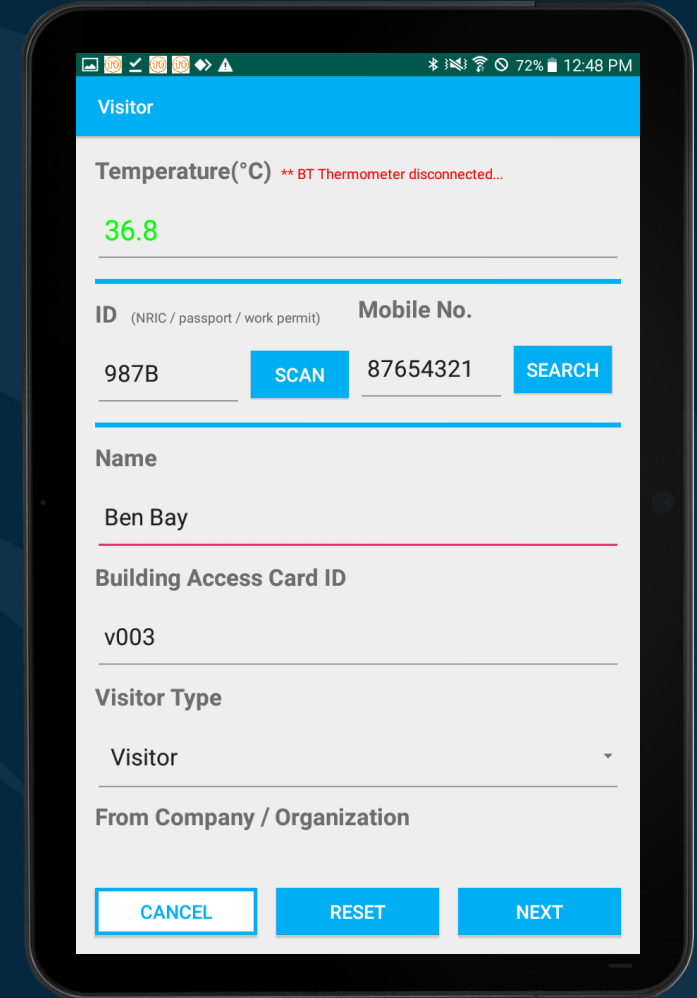 72% 12:48 PM
Visitor
Temperature(°C) ** BT Thermometer disconnected...
36.8
ID (NRIC / passport / work permit) Mobile No.
987B SCAN 87654321 SEARCH
Name
Ben Bay
Building Access Card ID
v003
Visitor Type
Visitor
From Company / Organization
CANCEL RESET NEXT